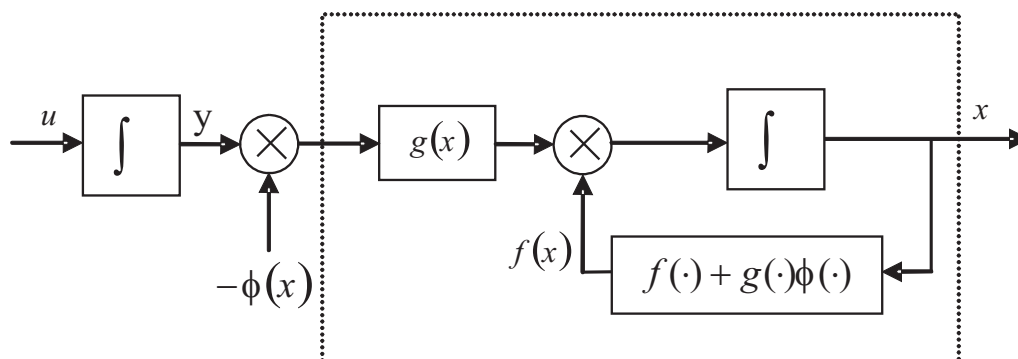 u
∫
y
−ϕ(x)
g(x)
f(x)
∫
f(·) + g(·)ϕ(·)
x